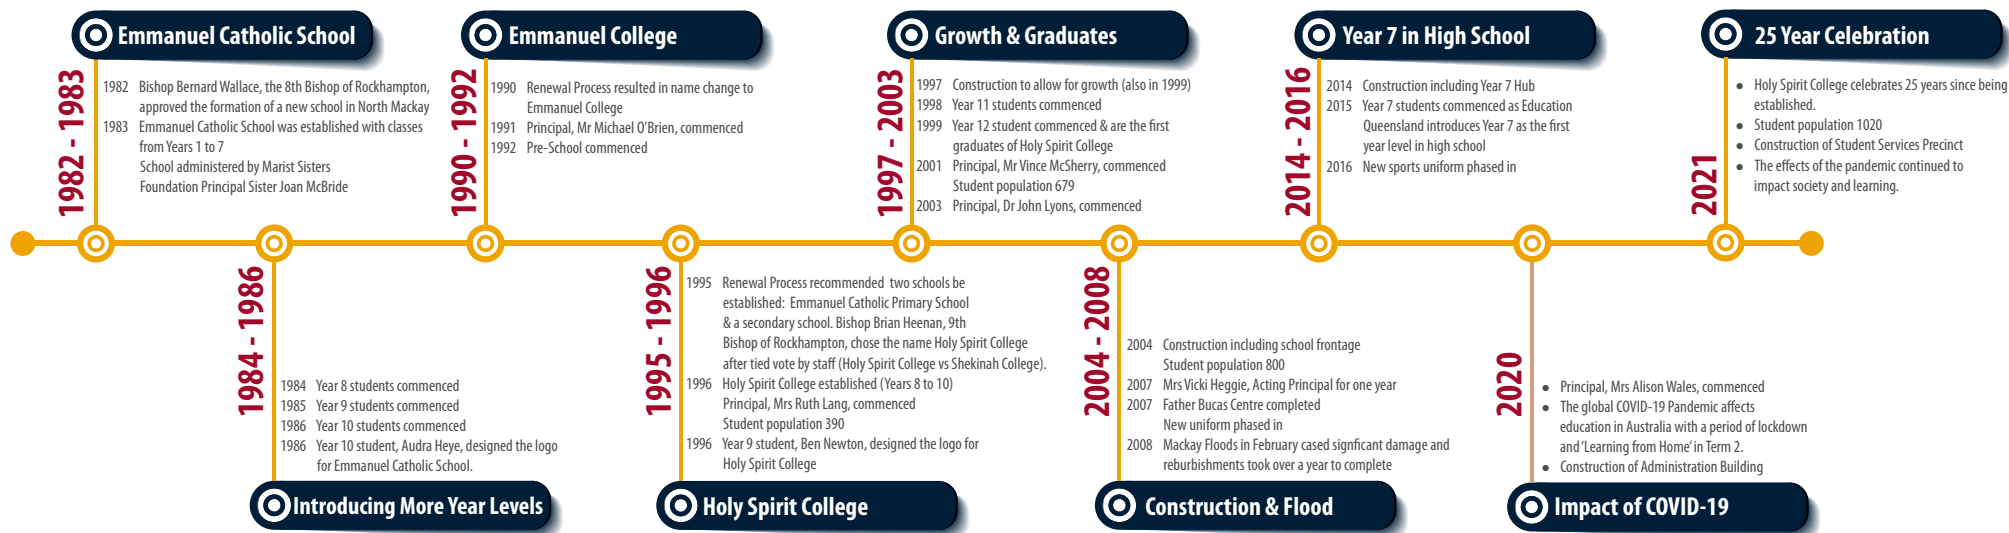 Emmanuel Catholic School
1982 - 1983
1982 Bishop Bernard Wallace, the 8th Bishop of Rockhampton,
approved the formation of a new school in North Mackay
1983 Emmanuel Catholic School was established with classes
from Years 1 to 7
School administered by Marist Sisters
Foundation Principal Sister Joan McBride
1984 - 1986
1984 Year 8 students commenced
1985 Year 9 students commenced
1986 Year 10 students commenced
1986 Year 10 student, Audra Heye, designed the logo
for Emmanuel Catholic School.
Introducing More Year Levels
Emmanuel College
1990 - 1992
1990 Renewal Process resulted in name change to
Emmanuel College
1991 Principal, Mr Michael O'Brien, commenced
1992 Pre-School commenced
1995 - 1996
1995 Renewal Process recommended two schools be
established: Emmanuel Catholic Primary School
& a secondary school. Bishop Brian Heenan, 9th
Bishop of Rockhampton, chose the name Holy Spirit College
after tied vote by staff (Holy Spirit College vs Shekinah College).
1996 Holy Spirit College established (Years 8 to 10)
Principal, Mrs Ruth Lang, commenced
Student population 390
1996 Year 9 student, Ben Newton, designed the logo for
Holy Spirit College
Holy Spirit College
Growth & Graduates
1997 - 2003
1997 Construction to allow for growth (also in 1999)
1998 Year 11 students commenced
1999 Year 12 student commenced & are the first
graduates of Holy Spirit College
2001 Principal, Mr Vince McSherry, commenced
Student population 679
2003 Principal, Dr John Lyons, commenced
2004 - 2008
2004 Construction including school frontage
Student population 800
2007 Mrs Vicki Heggie, Acting Principal for one year
2007 Father Bucas Centre completed
New uniform phased in
2008 Mackay Floods in February cased signficant damage and
reburbishments took over a year to complete
Construction & Flood
Year 7 in High School
2014 - 2016
2014 Construction including Year 7 Hub
2015 Year 7 students commenced as Education
Queensland introduces Year 7 as the first
year level in high school
2016 New sports uniform phased in
2020
• Principal, Mrs Alison Wales, commenced
• The global COVID-19 Pandemic affects
education in Australia with a period of lockdown
and 'Learning from Home' in Term 2.
• Construction of Administration Building
Impact of COVID-19
25 Year Celebration
2021
• Holy Spirit College celebrates 25 years since being
established.
• Student population 1020
• Construction of Student Services Precinct
• The effects of the pandemic continued to
impact society and learning.